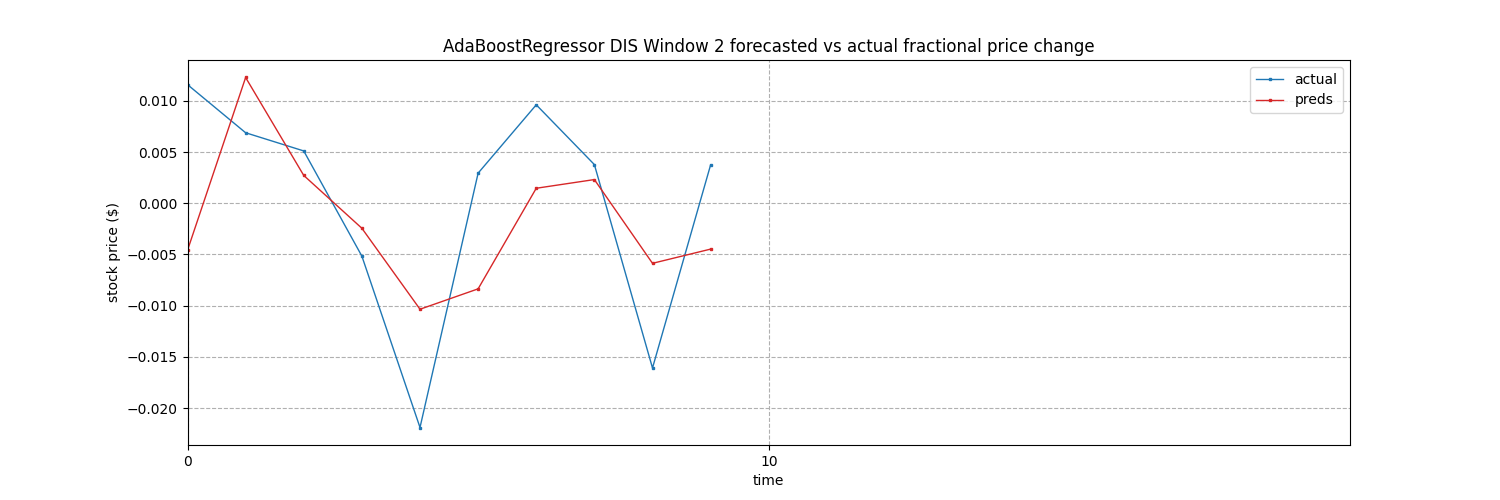 AdaBoostRegressor DIS Window 2 forecasted vs actual fractional price change
actual
preds
0.010
0.005
0.000
−0.005
−0.010
−0.015
−0.020
stock price ($)
0
10
time